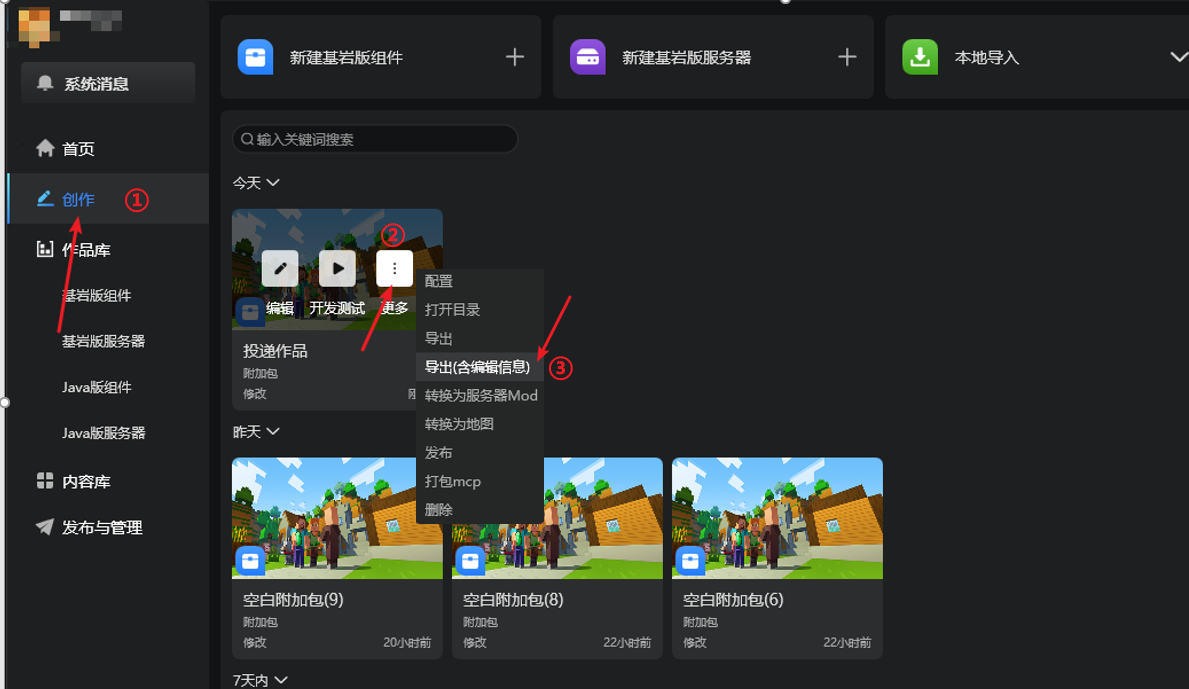 新建基岩版组件
新建基岩版服务器
本地导入
系统消息
首页
创作 ①
作品库
基岩版组件
基岩版服务器
Java版组件
Java版服务器
内容库
发布与管理
输入关键词搜索
今天
②
编辑 开发测试 更多
投递作品
附加包
修改
配置
打开目录
导出
导出(含编辑信息) ③
转换为服务器Mod
转换为地图
发布
打包mcp
删除
昨天
空白附加包(9)
附加包
修改 20小时前
空白附加包(8)
附加包
修改 22小时前
空白附加包(6)
附加包
修改 22小时前
7天内